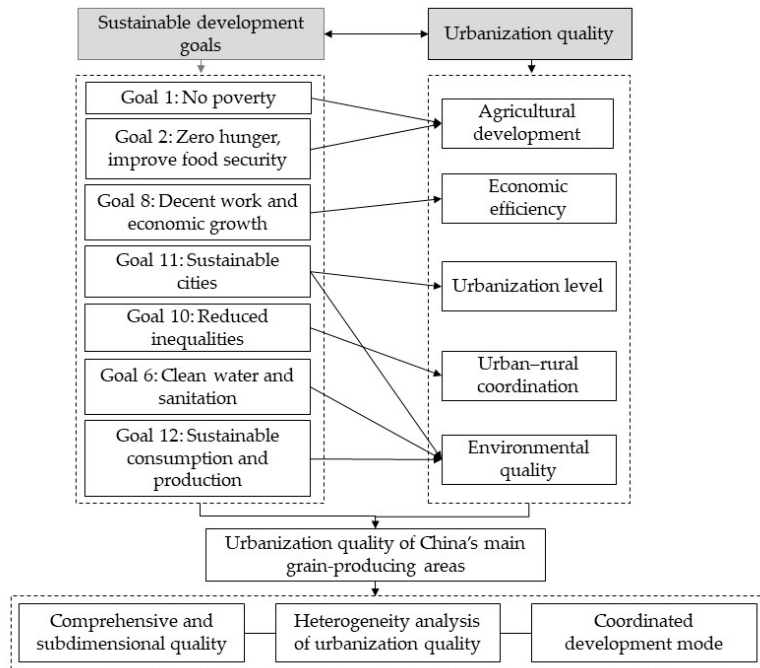 Sustainable development
goals
Urbanization quality
Goal 1: No poverty
Goal 2: Zero hunger,
improve food security
Goal 8: Decent work and
economic growth
Goal 11: Sustainable
cities
Goal 10: Reduced
inequalities
Goal 6: Clean water and
sanitation
Goal 12: Sustainable
consumption and
production
Agricultural
development
Economic
efficiency
Urbanization level
Urban–rural
coordination
Environmental
quality
Urbanization quality of China's main
grain-producing areas
Comprehensive and
subdimensional quality
Heterogeneity analysis
of urbanization quality
Coordinated
development mode